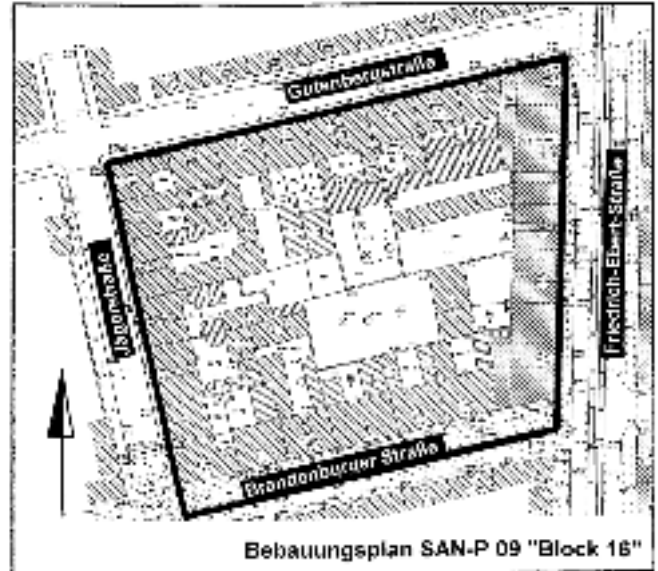 Gutenbergstraße
Jägerstraße
Friedrich-Ebert-Straße
Brandenburger Straße
Bebauungsplan SAN-P 09 "Block 16"